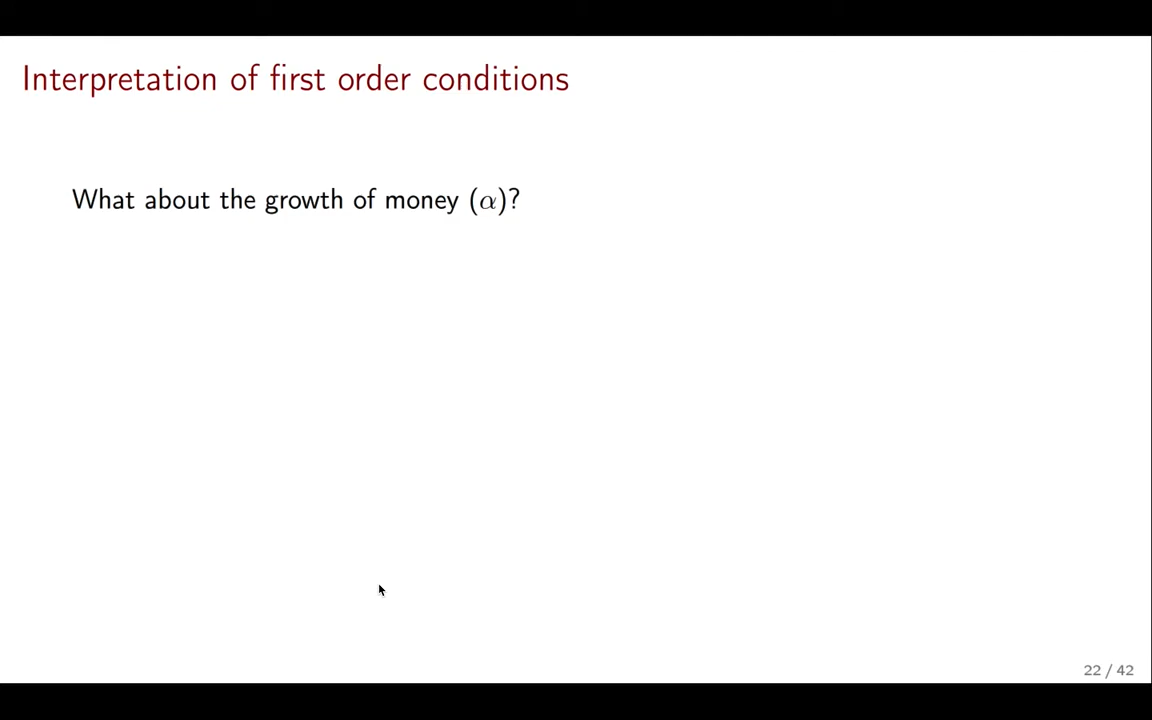 Interpretation of first order conditions
What about the growth of money (α)?
22 / 42